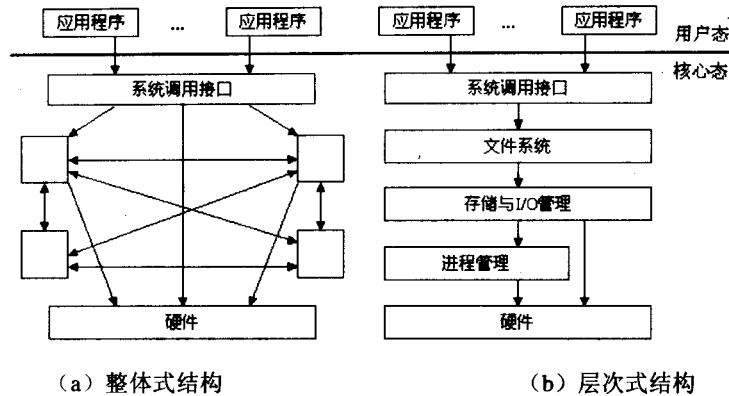 应用程序 ... 应用程序 应用程序 ... 应用程序 用户态
核心态
系统调用接口 系统调用接口
文件系统
存储与I/O管理
进程管理
硬件 硬件
（a）整体式结构 （b）层次式结构